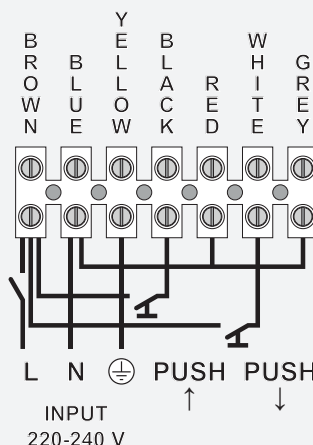 BROWN BLUE YELLOW BLACK RED WHITE GREY
L N PUSH PUSH
↑ ↓
INPUT
220-240 V